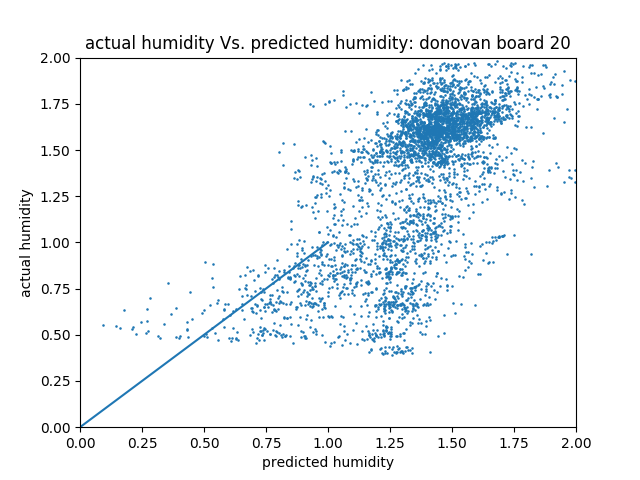 actual humidity Vs. predicted humidity: donovan board 20
2.00
1.75
1.50
1.25
1.00
0.75
0.50
0.25
0.00
actual humidity
0.00 0.25 0.50 0.75 1.00 1.25 1.50 1.75 2.00
predicted humidity